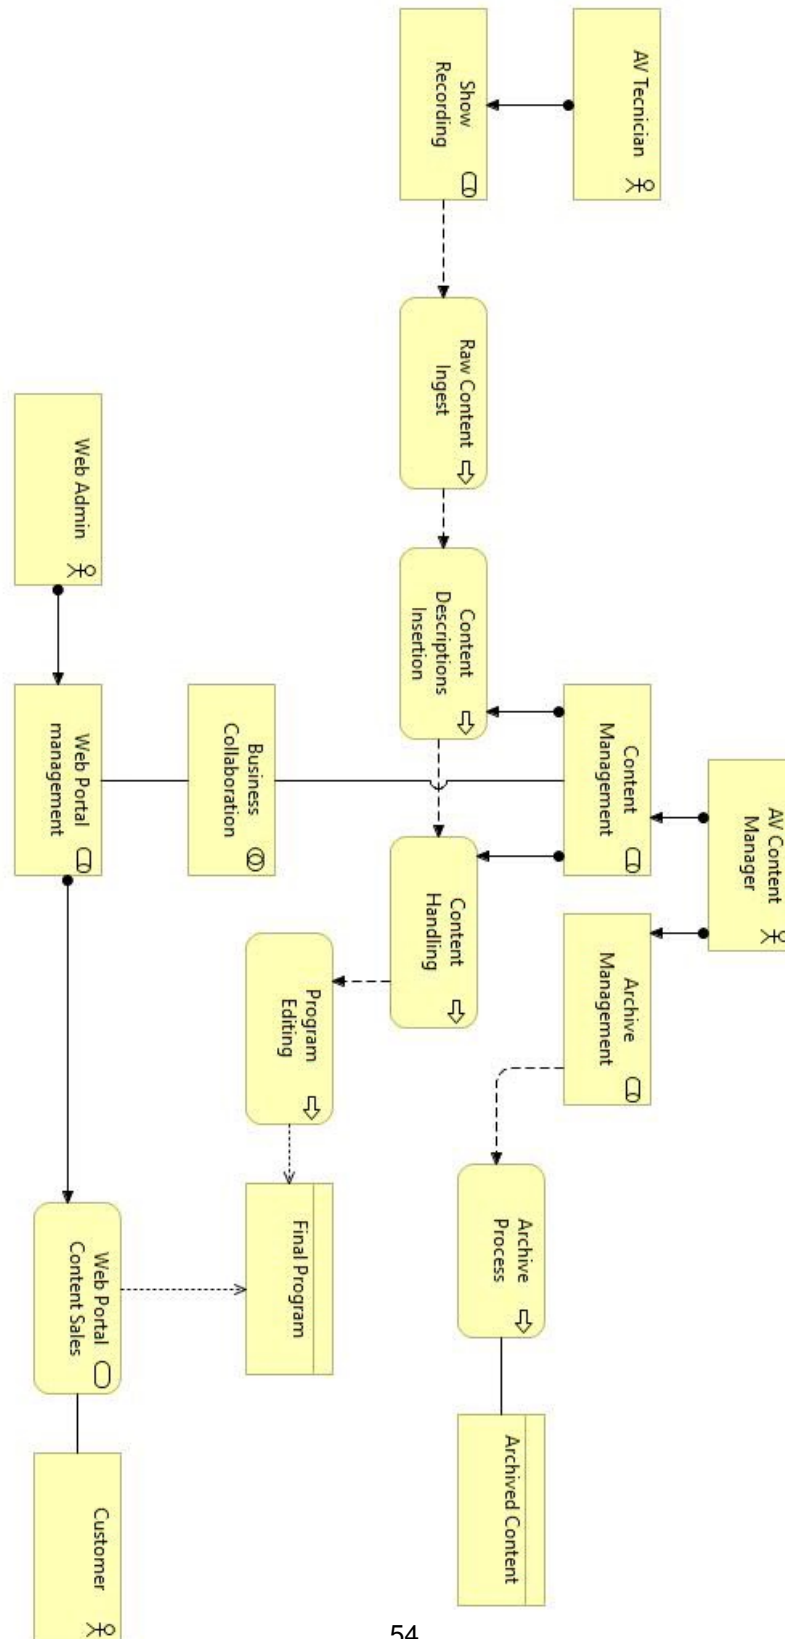 AV Tecnician
Show
Recording
Raw Content
Ingest
Content
Descriptions
Insertion
Content
Management
AV Content
Manager
Archive
Management
Content
Handling
Program
Editing
Final Program
Archive
Process
Archived Content
Web Admin
Web Portal
management
Business
Collaboration
Web Portal
Content Sales
Customer
54